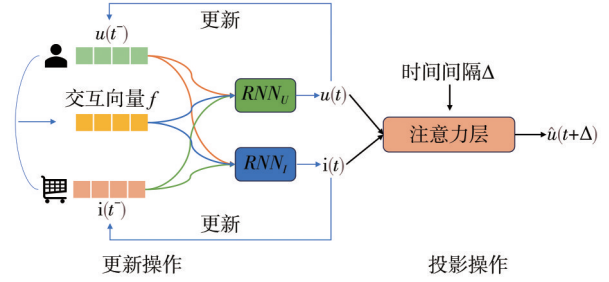 更新
u(t⁻)
时间间隔Δ
交互向量f
RNN_U
u(t)
注意力层
û(t+Δ)
RNN_I
i(t)
i(t⁻)
更新
更新操作
投影操作